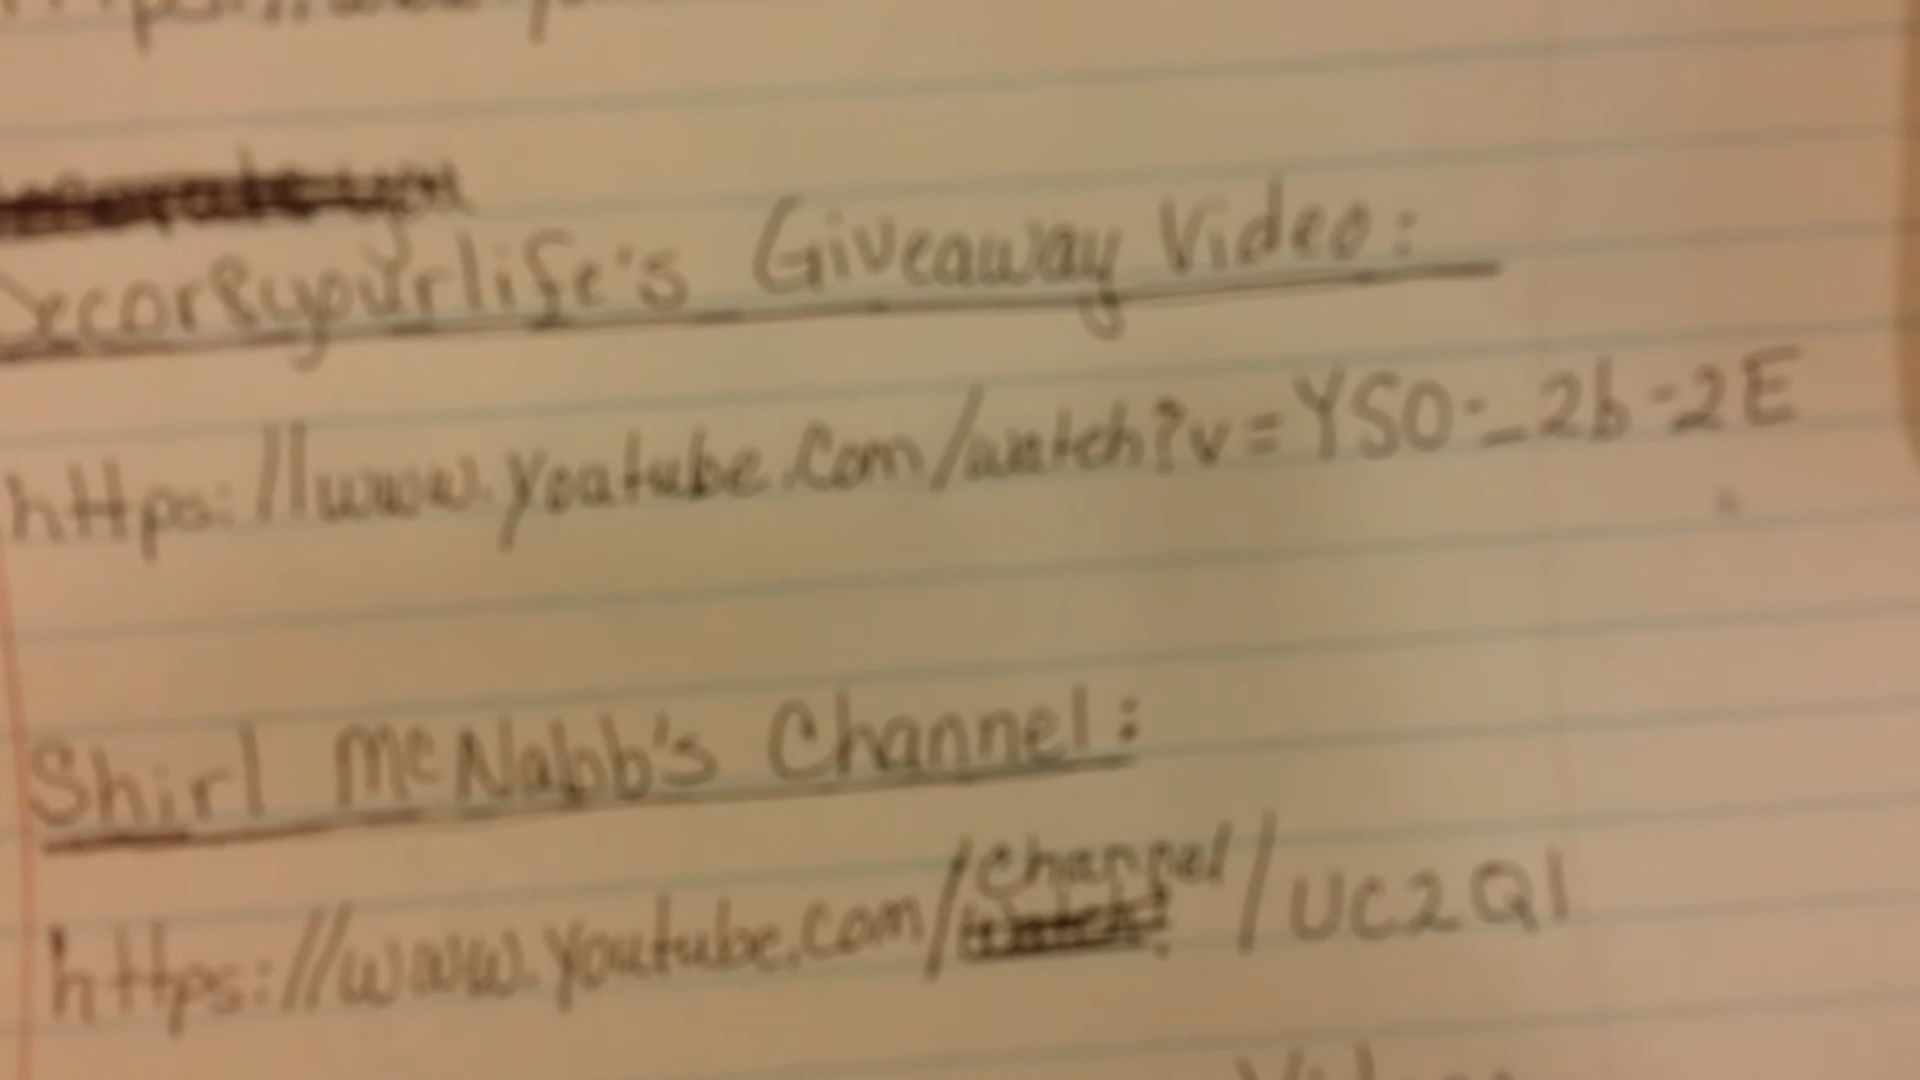 Decor&yourlife's Giveaway Video:
https://www.youtube.com/watch?v=YSO-_2b-2E
Shirl McNabb's Channel:
https://www.youtube.com/Channel/UC2Q1